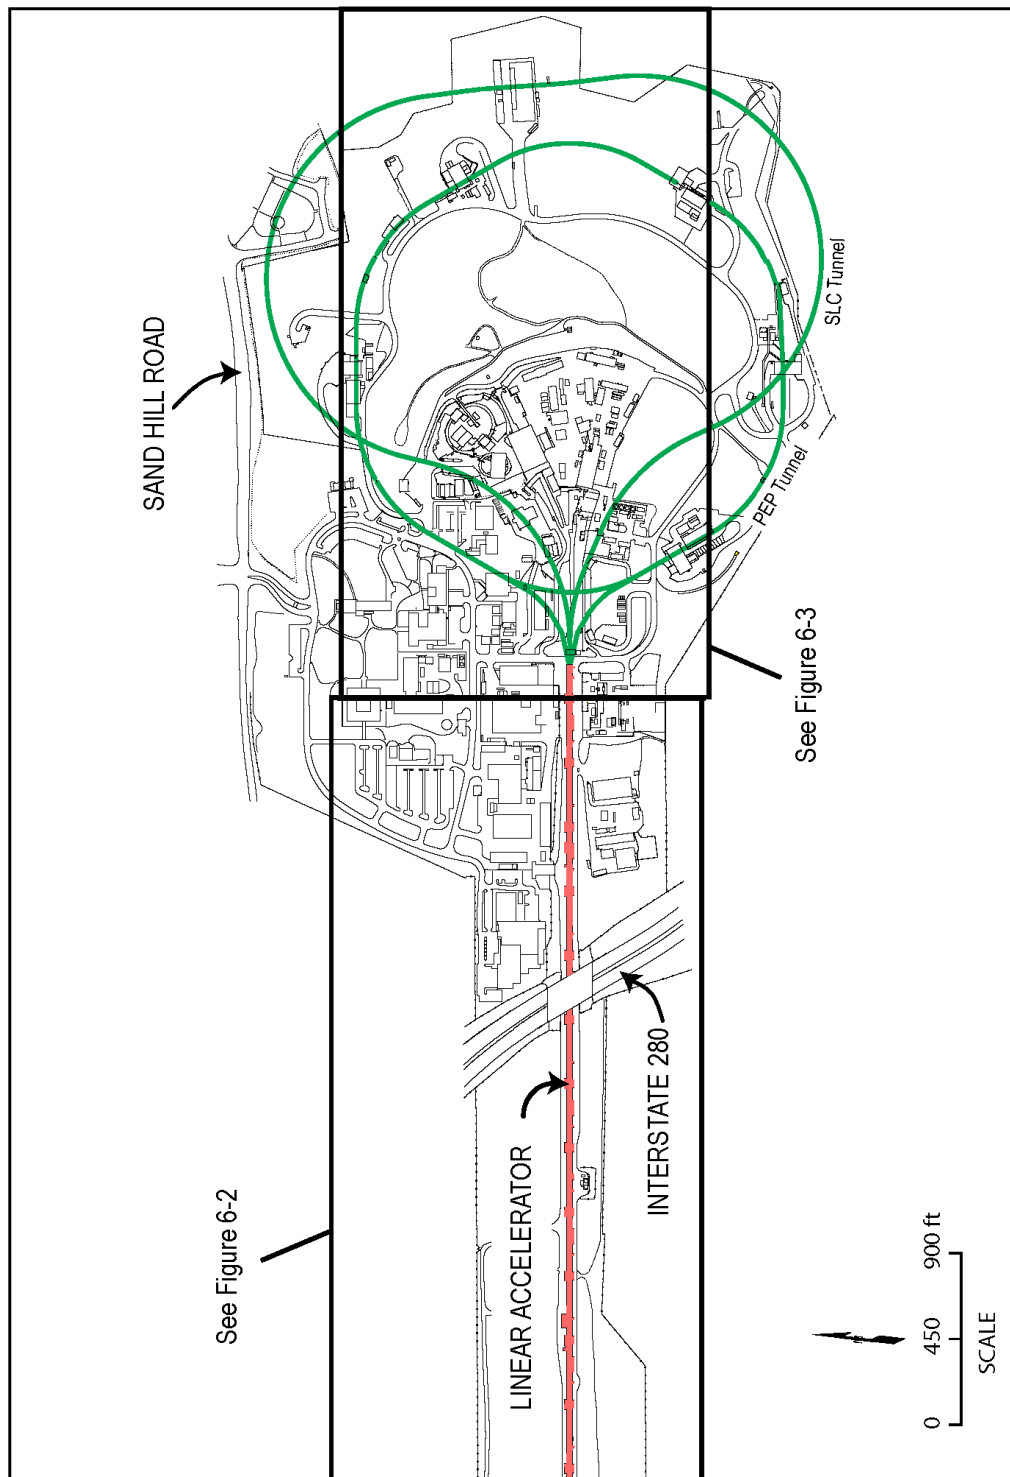 SAND HILL ROAD
SLC Tunnel
PEP Tunnel
See Figure 6-3
See Figure 6-2
LINEAR ACCELERATOR
INTERSTATE 280
0 450 900 ft
SCALE